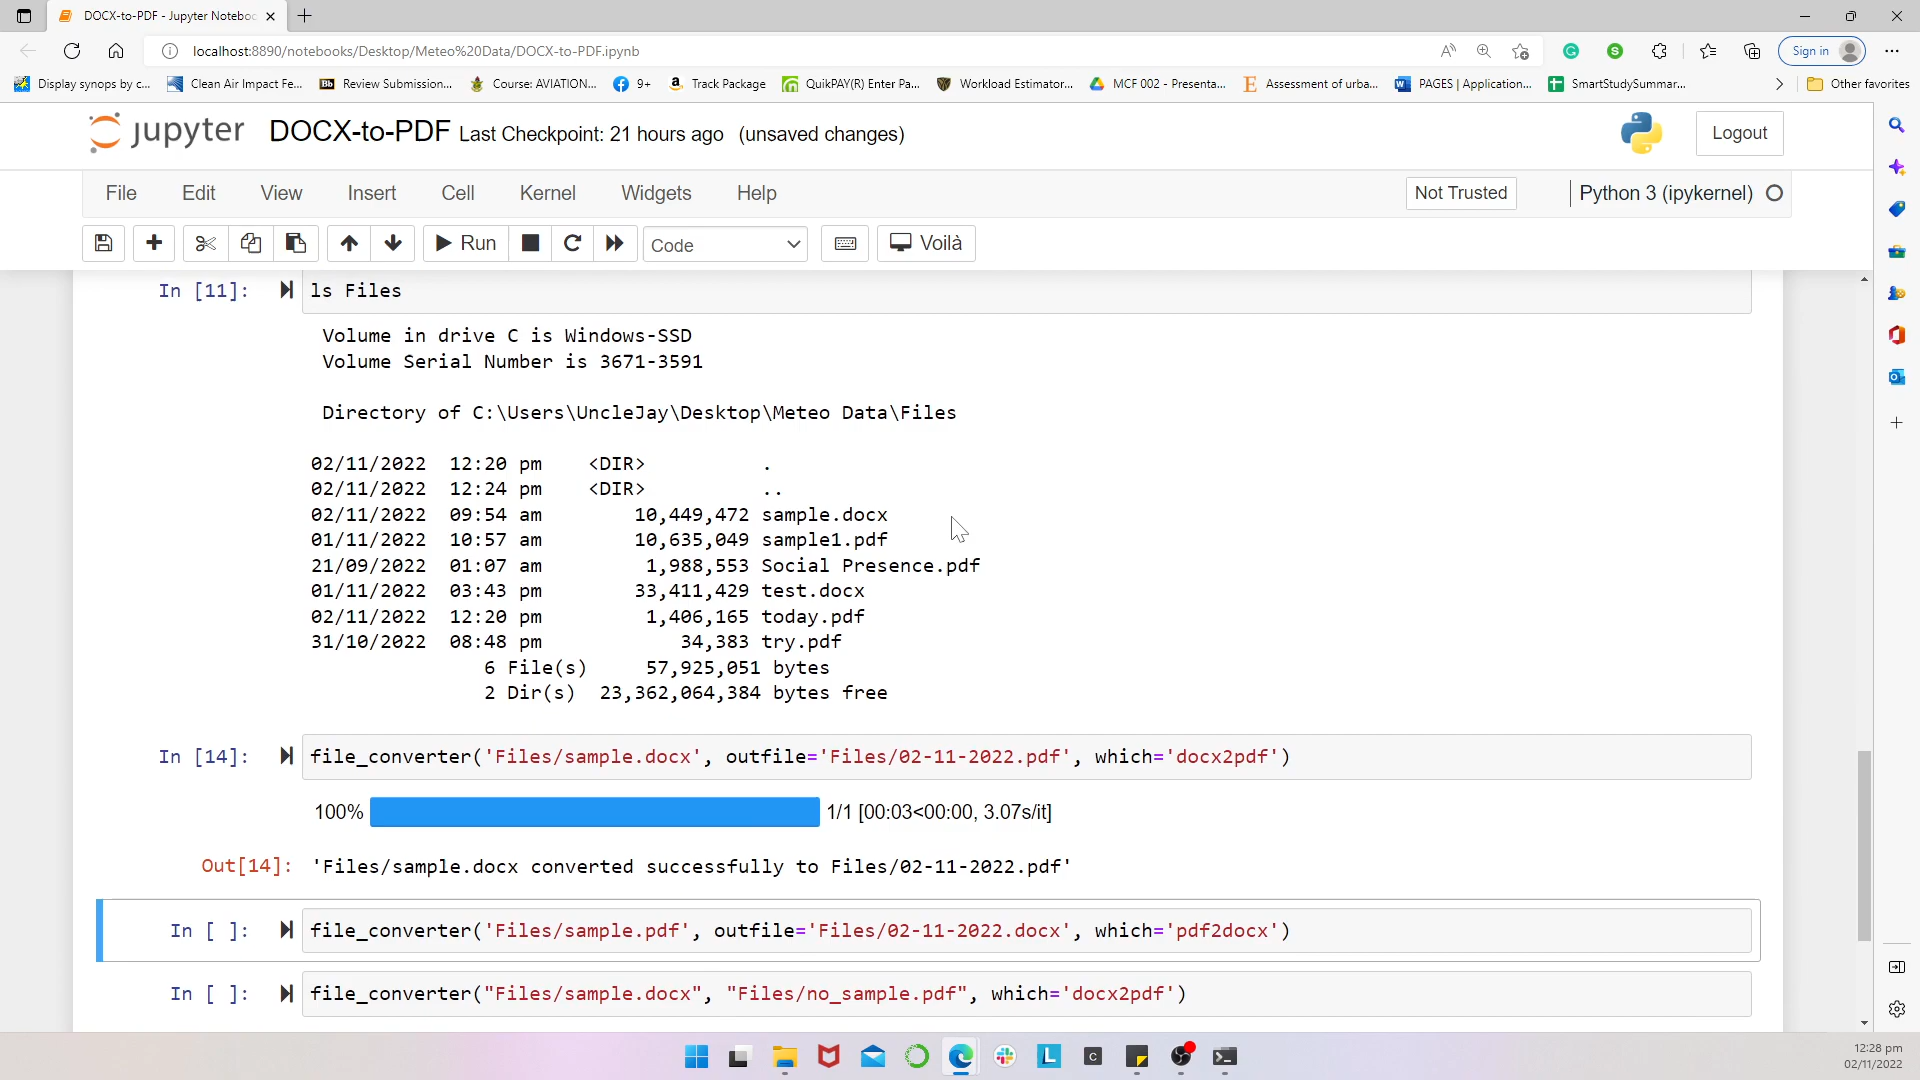 DOCX-to-PDF - Jupyter Noteboo
localhost:8890/notebooks/Desktop/Meteo%20Data/DOCX-to-PDF.ipynb
Sign in
Display synops by c...
Clean Air Impact Fe...
Bb Review Submission...
Course: AVIATION...
9+
Track Package
QuikPAY(R) Enter Pa...
Workload Estimator...
MCF 002 - Presenta...
Assessment of urba...
PAGES | Application...
SmartStudySummar...
Other favorites
jupyter DOCX-to-PDF Last Checkpoint: 21 hours ago (unsaved changes)
Logout
File Edit View Insert Cell Kernel Widgets Help
Not Trusted
Python 3 (ipykernel)
Run
Code
Voilà
In [11]: ls Files
Volume in drive C is Windows-SSD
Volume Serial Number is 3671-3591
Directory of C:\Users\UncleJay\Desktop\Meteo Data\Files
02/11/2022 12:20 pm <DIR> .
02/11/2022 12:24 pm <DIR> ..
02/11/2022 09:54 am 10,449,472 sample.docx
01/11/2022 10:57 am 10,635,049 sample1.pdf
21/09/2022 01:07 am 1,988,553 Social Presence.pdf
01/11/2022 03:43 pm 33,411,429 test.docx
02/11/2022 12:20 pm 1,406,165 today.pdf
31/10/2022 08:48 pm 34,383 try.pdf
6 File(s) 57,925,051 bytes
2 Dir(s) 23,362,064,384 bytes free
In [14]: file_converter('Files/sample.docx', outfile='Files/02-11-2022.pdf', which='docx2pdf')
100% 1/1 [00:03<00:00, 3.07s/it]
Out[14]: 'Files/sample.docx converted successfully to Files/02-11-2022.pdf'
In [ ]: file_converter('Files/sample.pdf', outfile='Files/02-11-2022.docx', which='pdf2docx')
In [ ]: file_converter("Files/sample.docx", "Files/no_sample.pdf", which='docx2pdf')
12:28 pm
02/11/2022